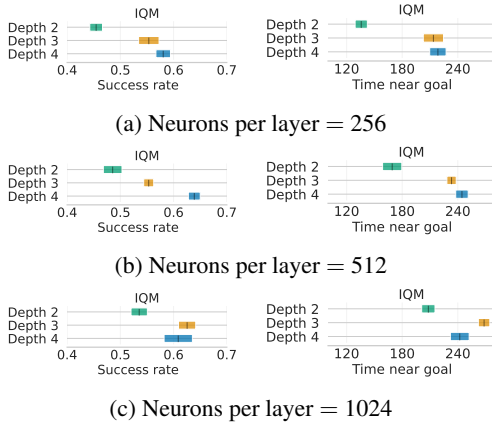 IQM IQM
Depth 2 Depth 2
Depth 3 Depth 3
Depth 4 Depth 4
0.4 0.5 0.6 0.7 120 180 240
Success rate Time near goal
(a) Neurons per layer = 256
IQM IQM
Depth 2 Depth 2
Depth 3 Depth 3
Depth 4 Depth 4
0.4 0.5 0.6 0.7 120 180 240
Success rate Time near goal
(b) Neurons per layer = 512
IQM IQM
Depth 2 Depth 2
Depth 3 Depth 3
Depth 4 Depth 4
0.4 0.5 0.6 0.7 120 180 240
Success rate Time near goal
(c) Neurons per layer = 1024